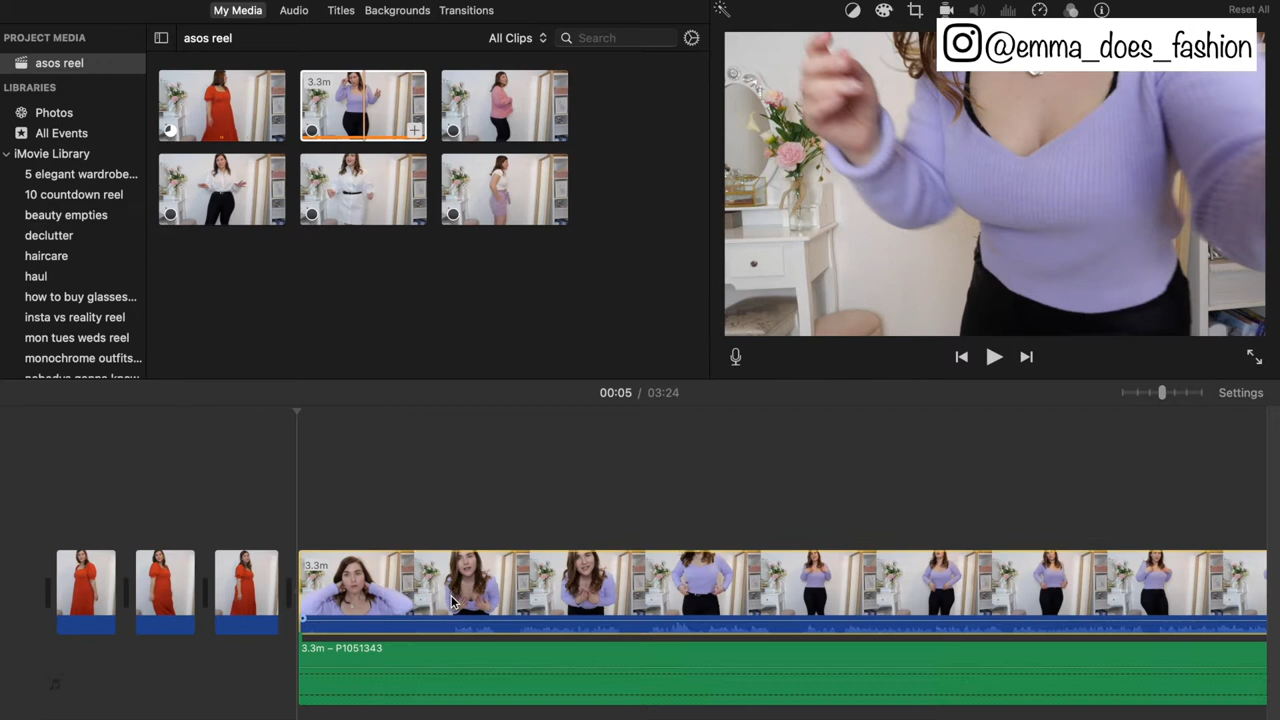 My Media Audio Titles Backgrounds Transitions
Reset All
PROJECT MEDIA
asos reel
All Clips
Search
@emma_does_fashion
asos reel
LIBRARIES
Photos
All Events
iMovie Library
5 elegant wardrobe...
10 countdown reel
beauty empties
declutter
haircare
haul
how to buy glasses...
insta vs reality reel
mon tues weds reel
monochrome outfits...
3.3m
00:05 / 03:24
Settings
3.3m
3.3m – P1051343